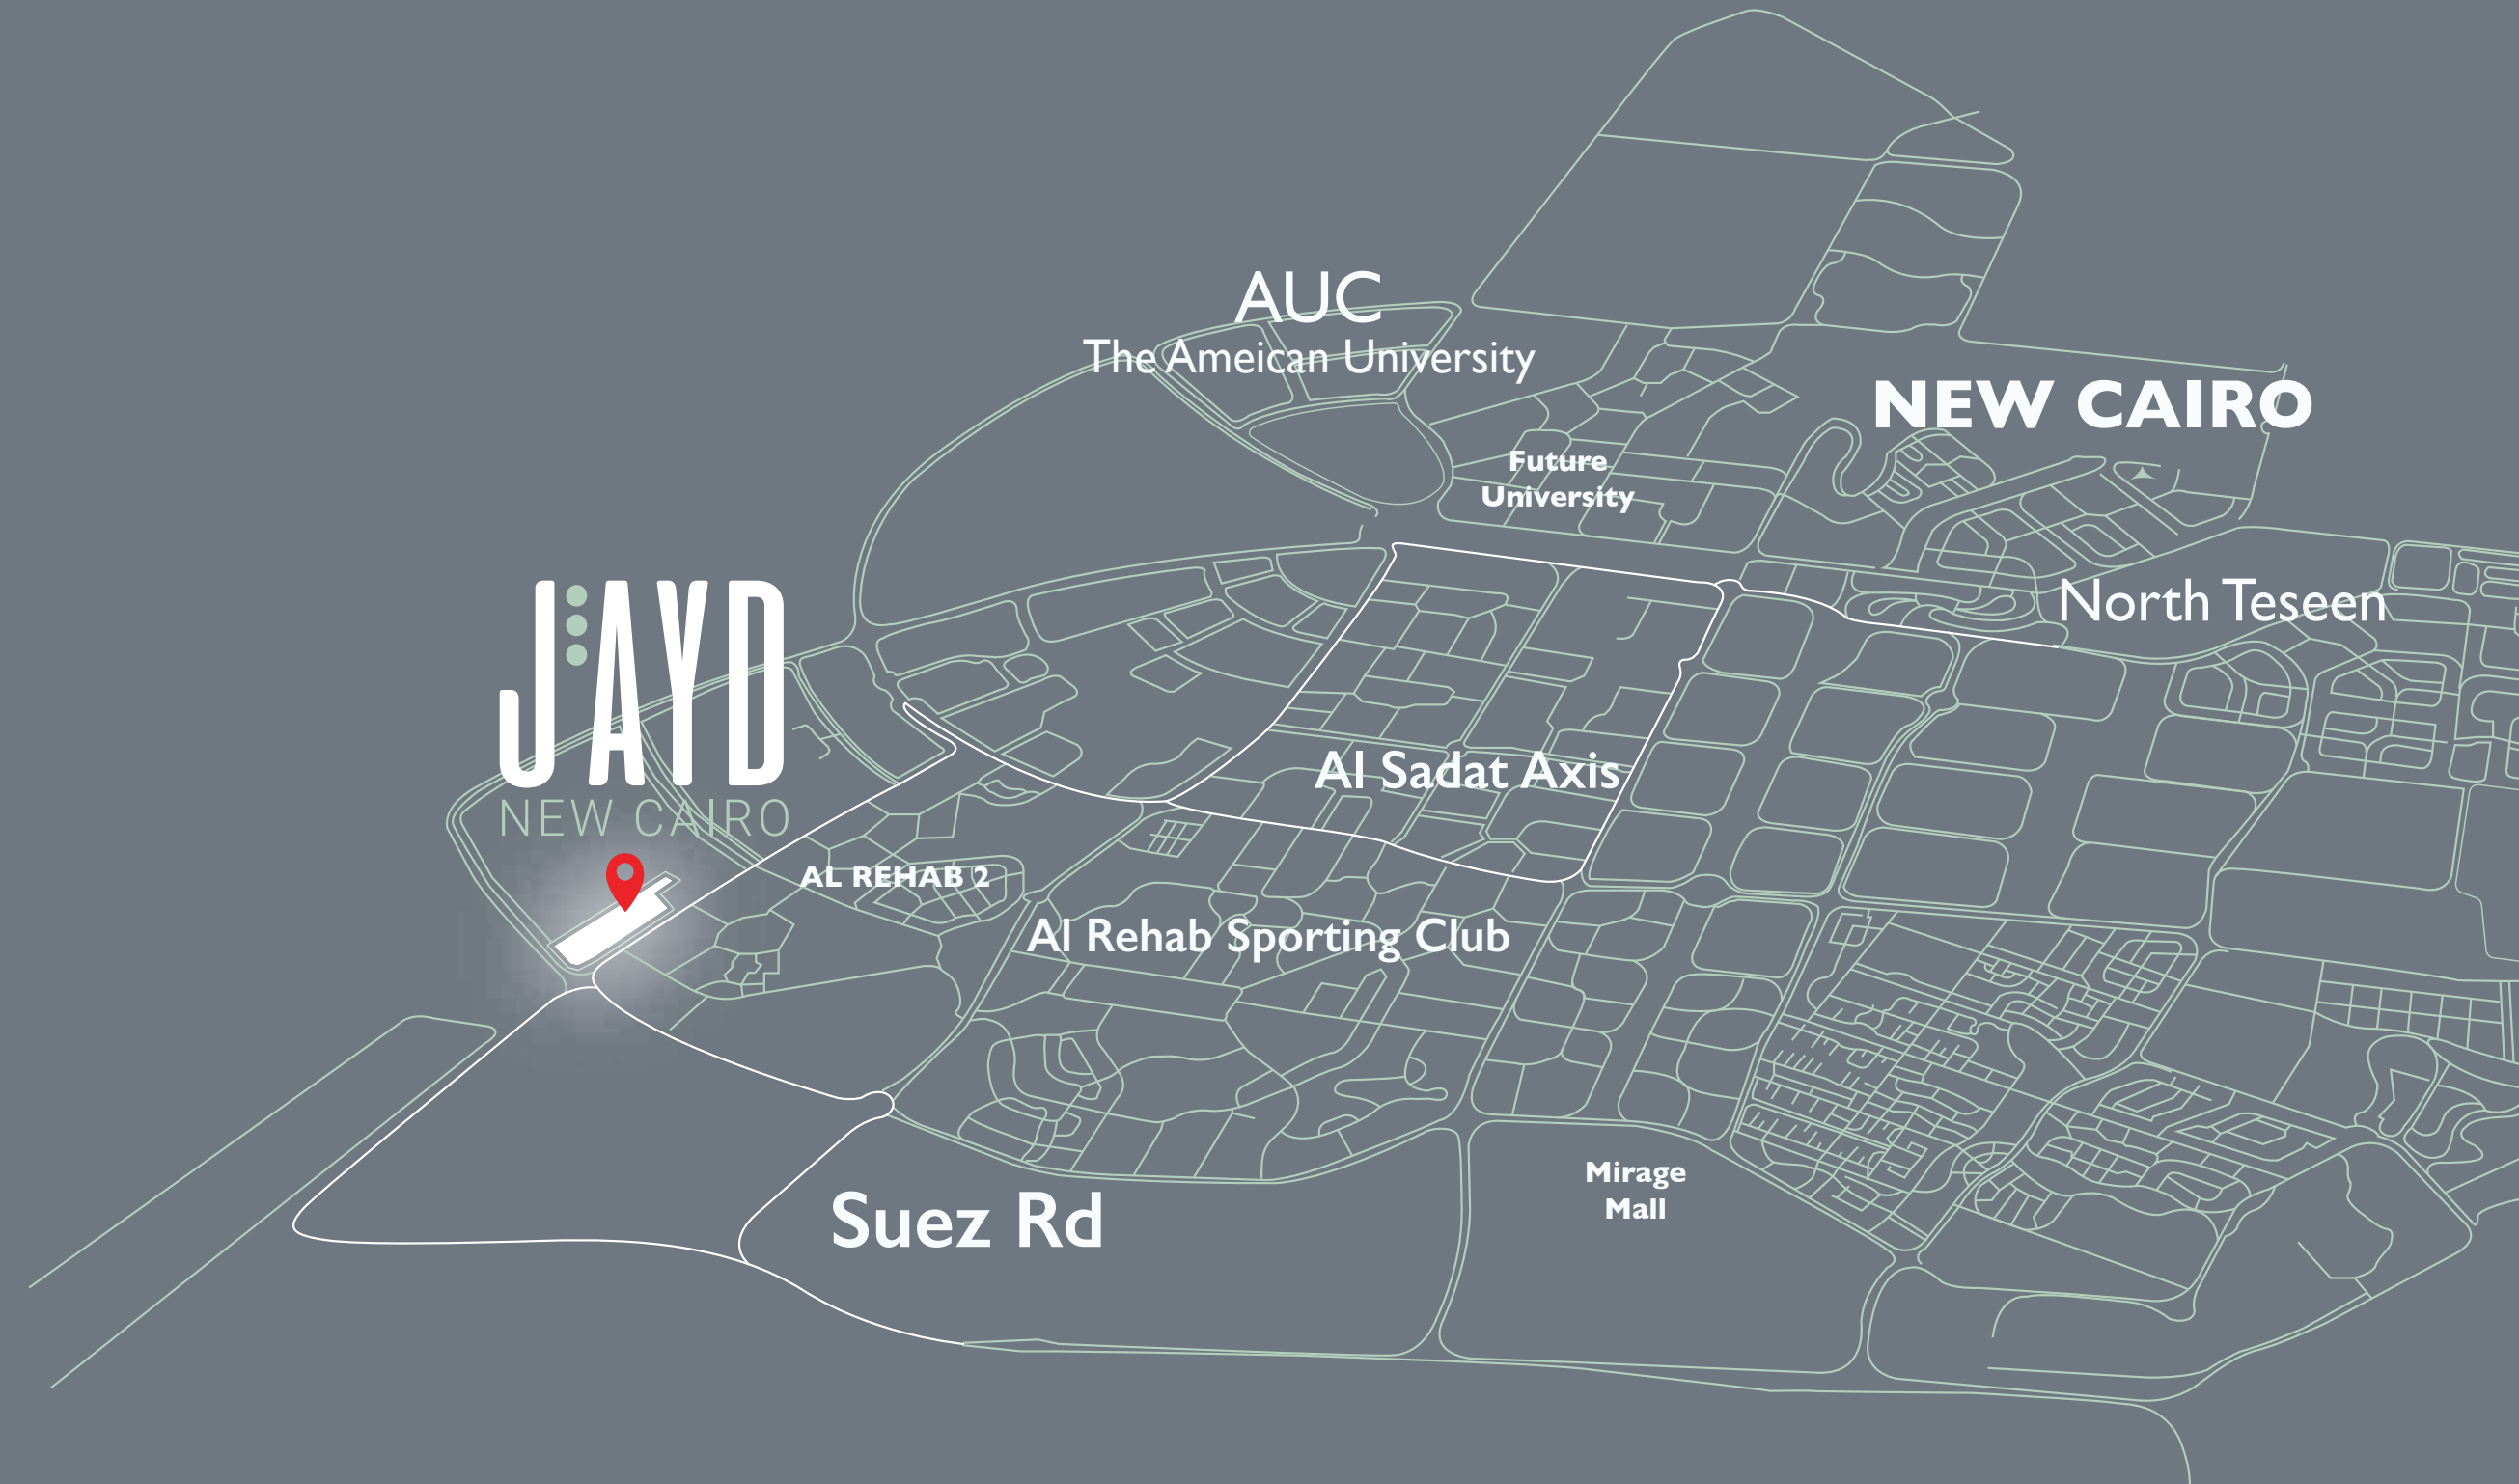 AUC
The Ameican University
NEW CAIRO
Future
University
North Teseen
JAYD
NEW CAIRO
Al Sadat Axis
AL REHAB 2
Al Rehab Sporting Club
Mirage
Mall
Suez Rd